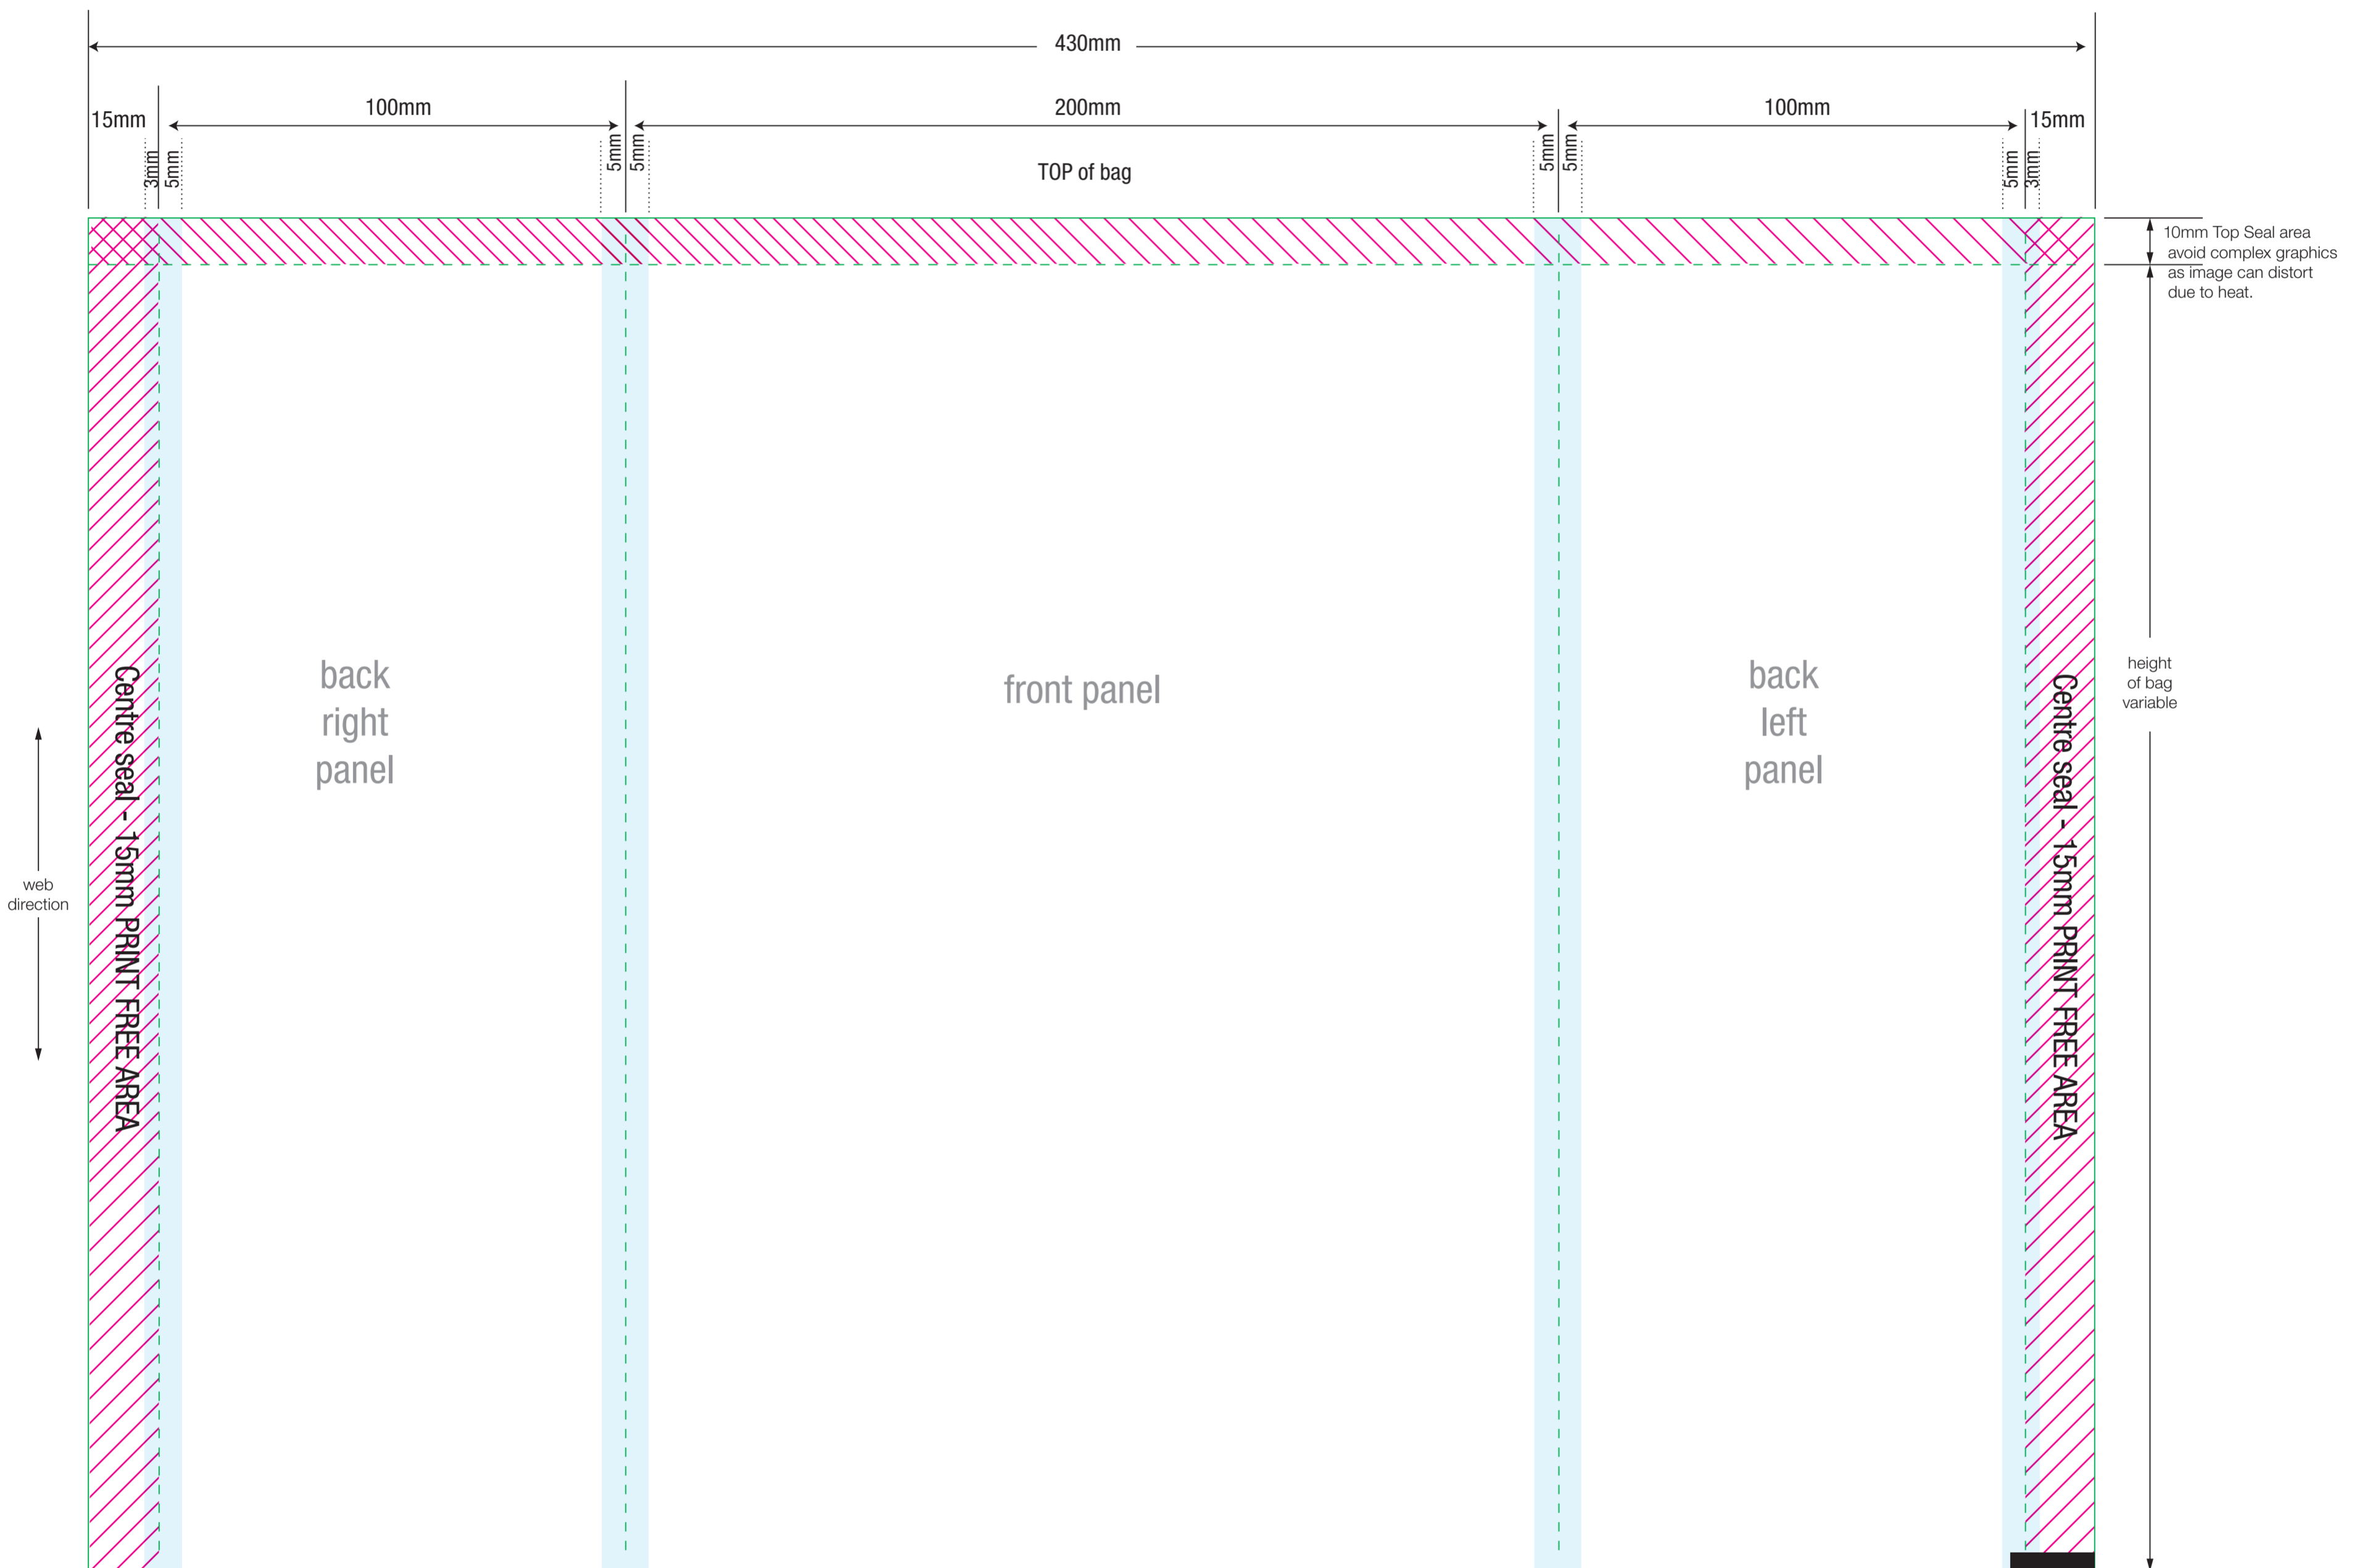 430mm
15mm
100mm
200mm
100mm
15mm
3mm
5mm
5mm
5mm
5mm
5mm
5mm
3mm
TOP of bag
10mm Top Seal area
avoid complex graphics
as image can distort
due to heat.
back
right
panel
front panel
back
left
panel
height
of bag
variable
Centre seal - 15mm PRINT FREE AREA
Centre seal - 15mm PRINT FREE AREA
web
direction